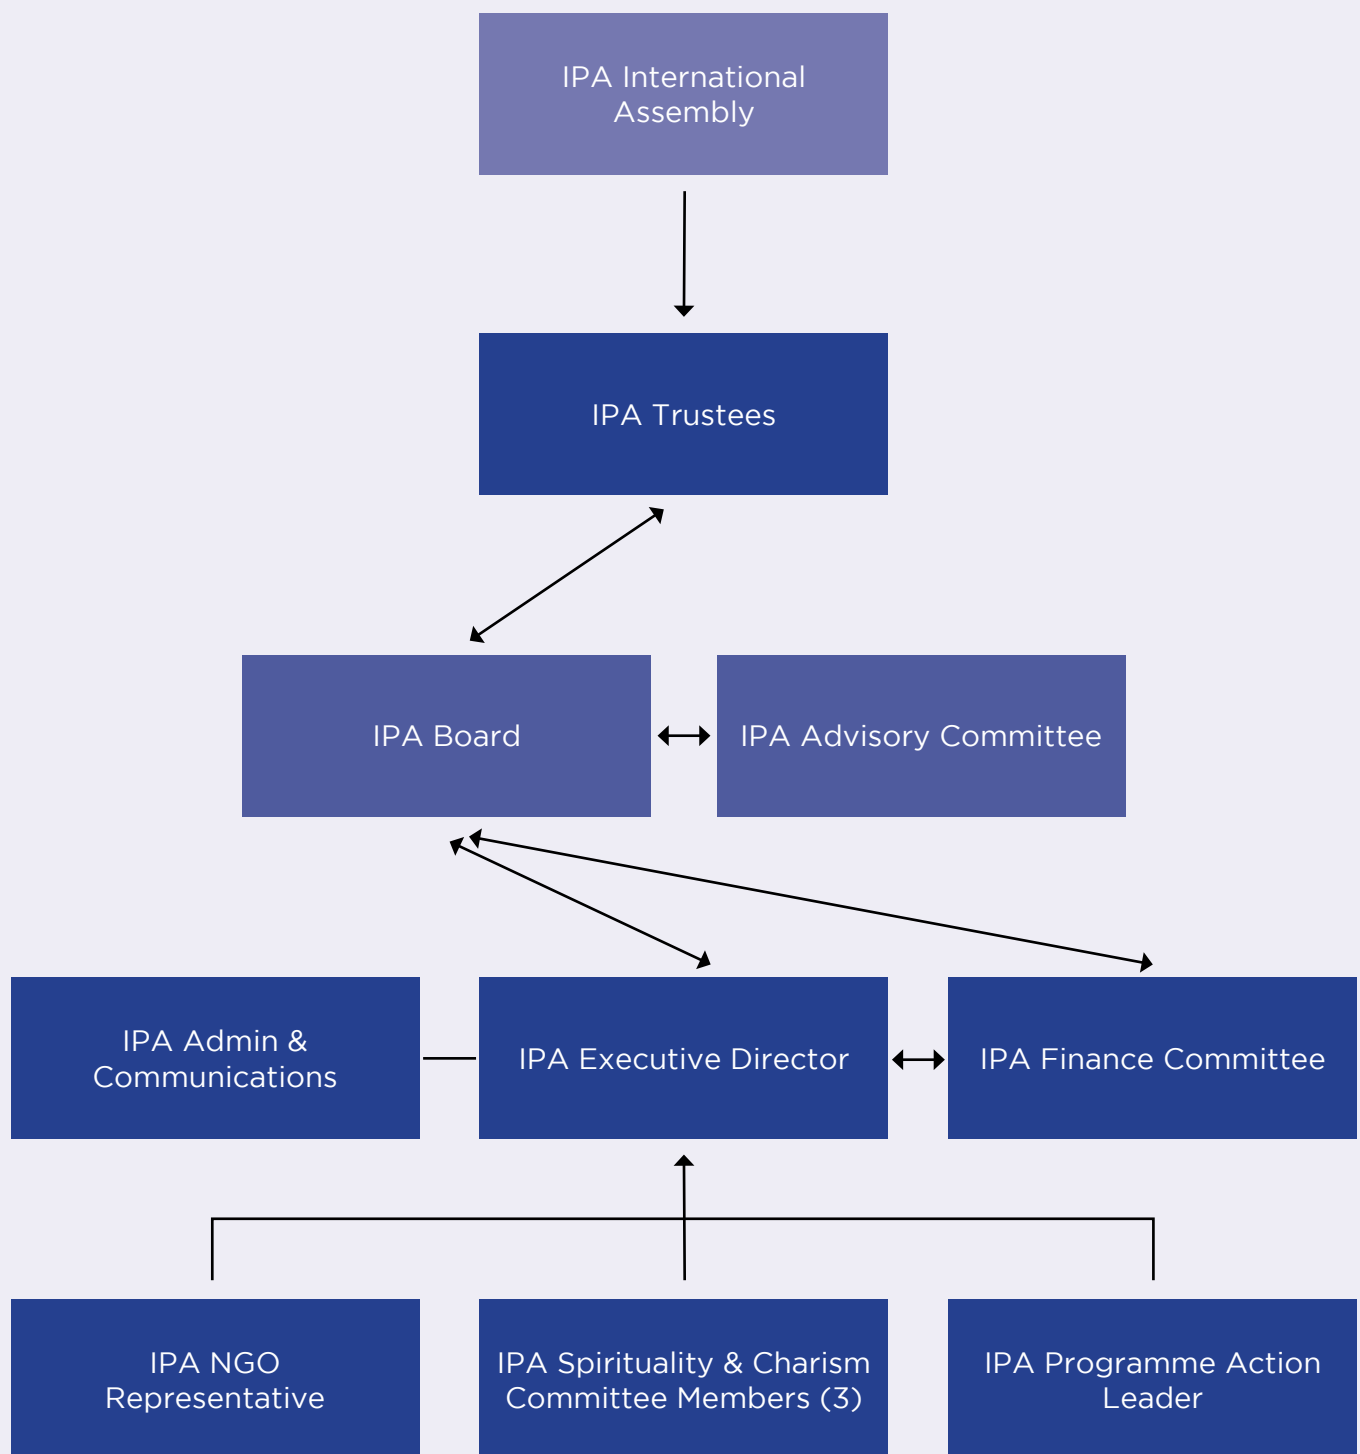 IPA International
Assembly
IPA Trustees
IPA Board
IPA Advisory Committee
IPA Admin &
Communications
IPA Executive Director
IPA Finance Committee
IPA NGO
Representative
IPA Spirituality & Charism
Committee Members (3)
IPA Programme Action
Leader